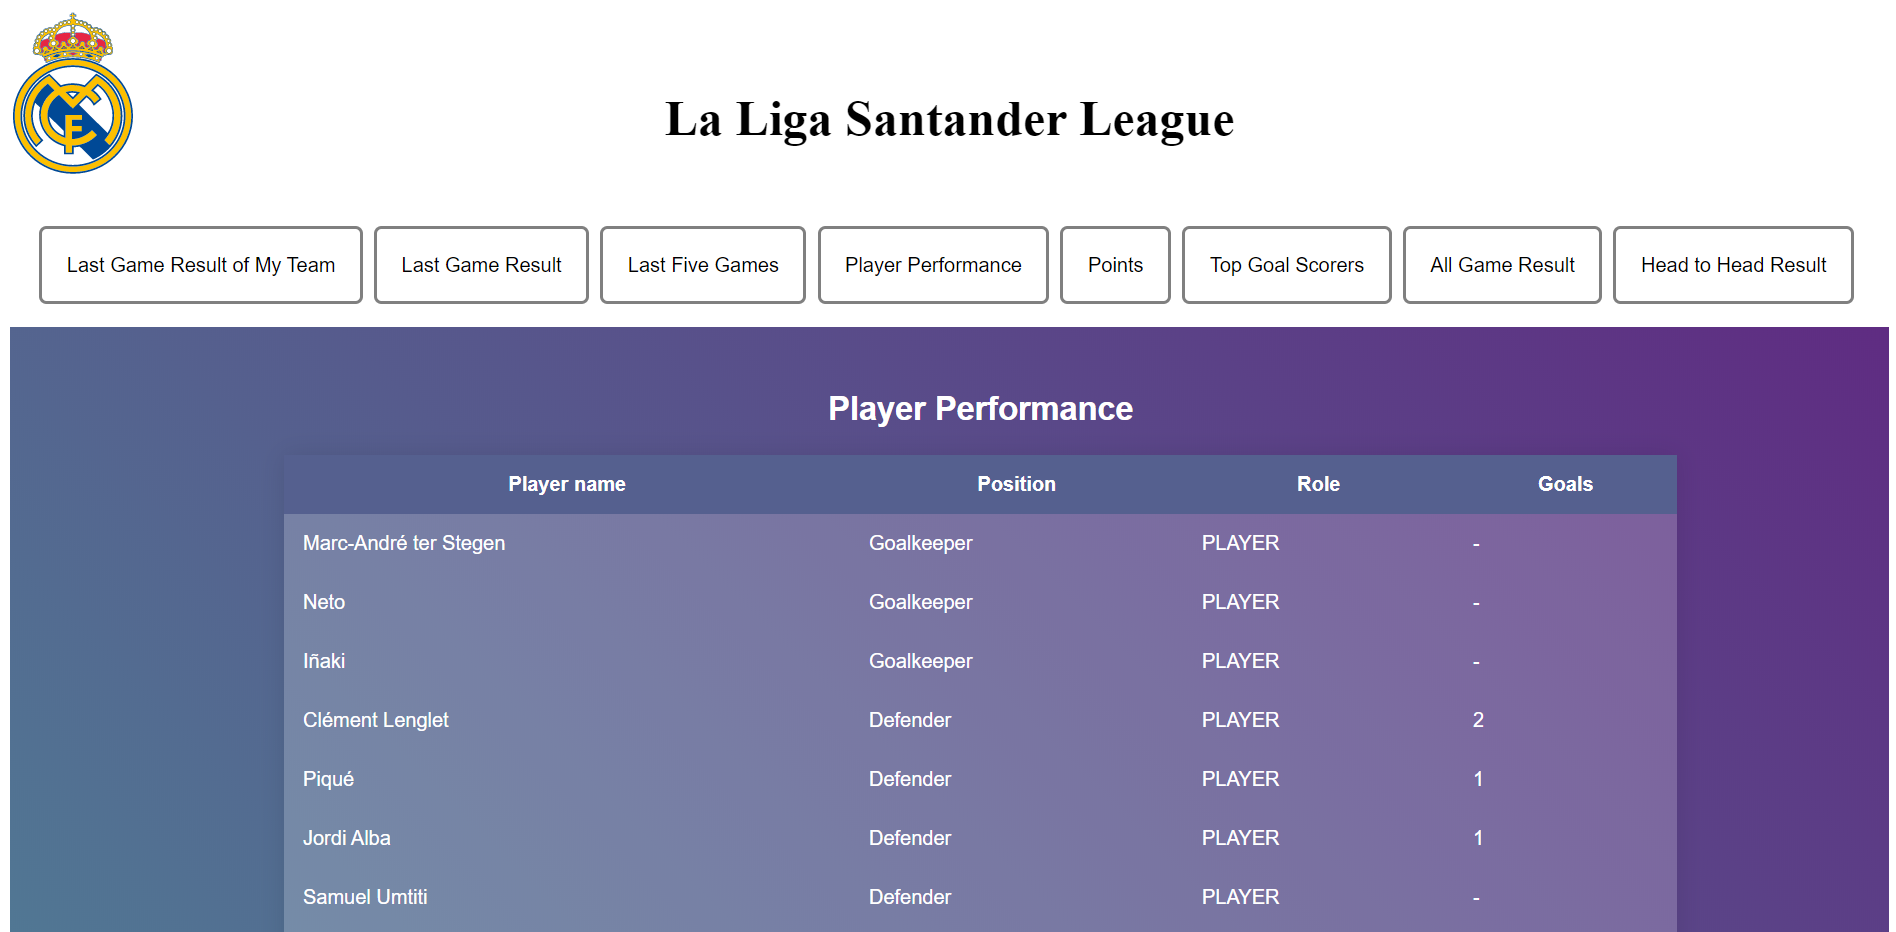 La Liga Santander League
Last Game Result of My Team Last Game Result Last Five Games Player Performance Points Top Goal Scorers All Game Result Head to Head Result
Player Performance
Player name Position Role Goals
Marc-André ter Stegen Goalkeeper PLAYER -
Neto Goalkeeper PLAYER -
Iñaki Goalkeeper PLAYER -
Clément Lenglet Defender PLAYER 2
Piqué Defender PLAYER 1
Jordi Alba Defender PLAYER 1
Samuel Umtiti Defender PLAYER -